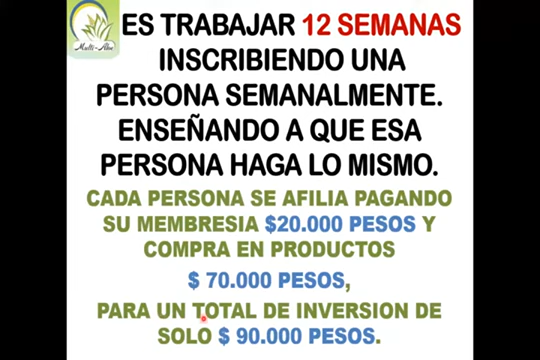 Multi-Aloe
ES TRABAJAR 12 SEMANAS
INSCRIBIENDO UNA
PERSONA SEMANALMENTE.
ENSEÑANDO A QUE ESA
PERSONA HAGA LO MISMO.
CADA PERSONA SE AFILIA PAGANDO
SU MEMBRESIA $20.000 PESOS Y
COMPRA EN PRODUCTOS
$ 70.000 PESOS,
PARA UN TOTAL DE INVERSION DE
SOLO $ 90.000 PESOS.